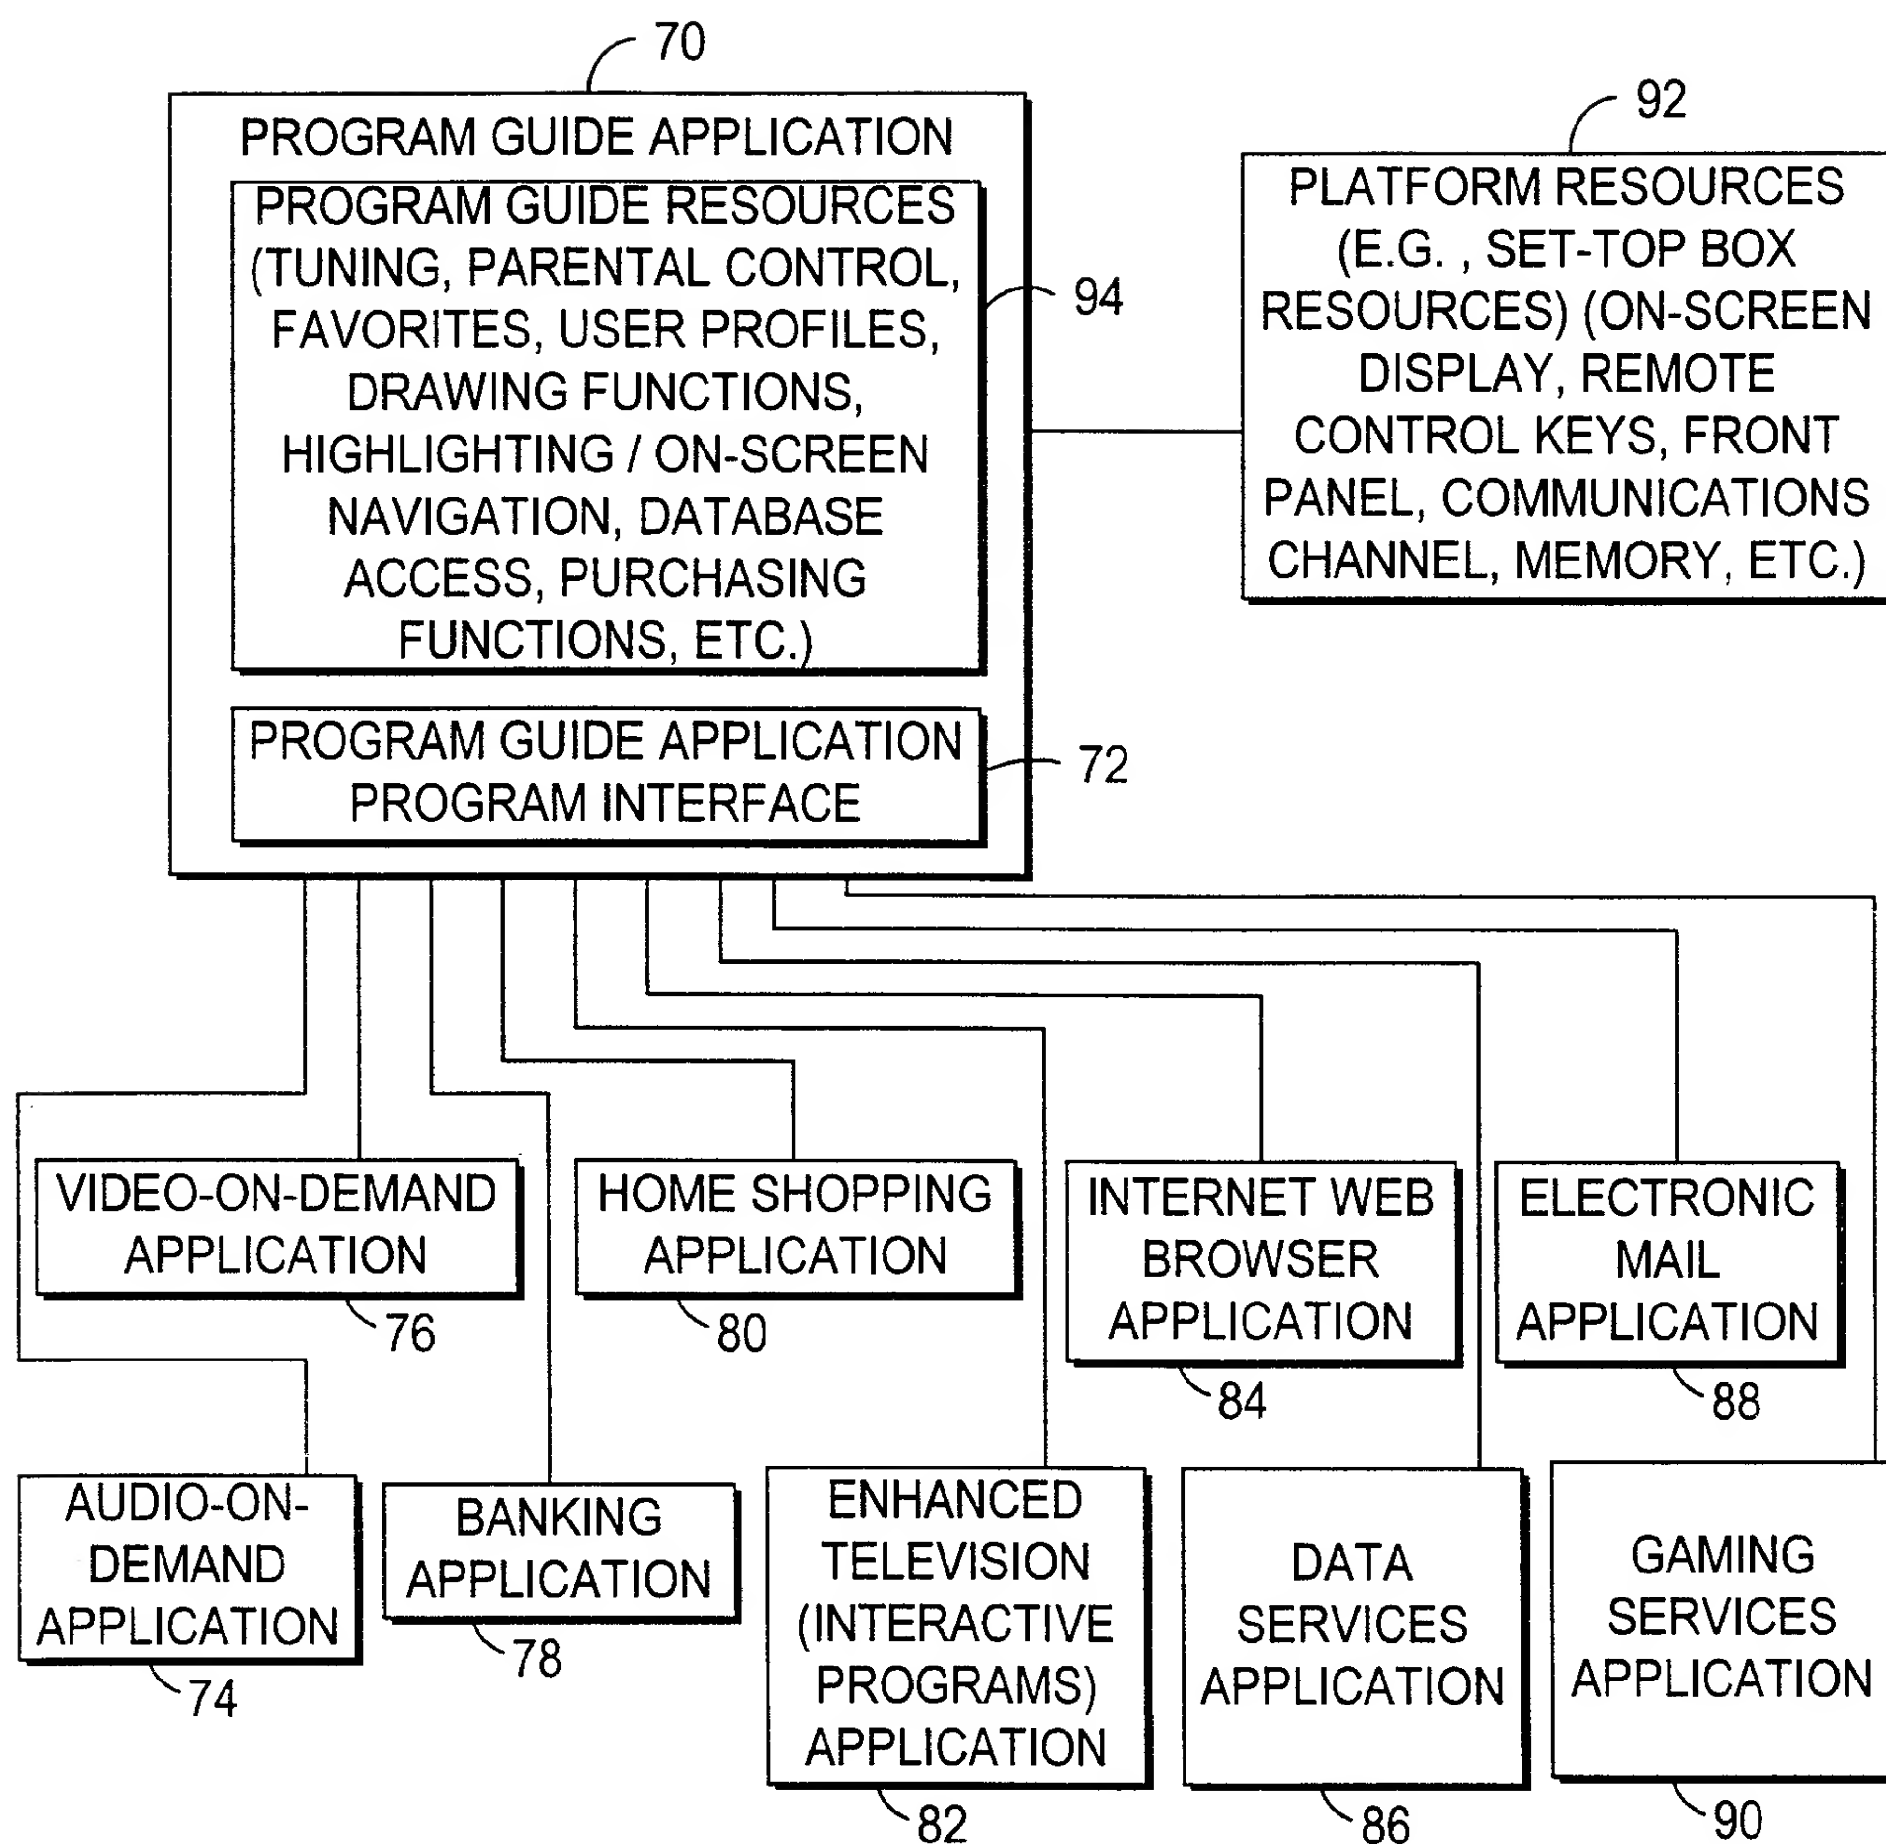 70
PROGRAM GUIDE APPLICATION
PROGRAM GUIDE RESOURCES
(TUNING, PARENTAL CONTROL,
FAVORITES, USER PROFILES,
DRAWING FUNCTIONS,
HIGHLIGHTING / ON-SCREEN
NAVIGATION, DATABASE
ACCESS, PURCHASING
FUNCTIONS, ETC.)
94
PROGRAM GUIDE APPLICATION
PROGRAM INTERFACE
72
92
PLATFORM RESOURCES
(E.G. , SET-TOP BOX
RESOURCES) (ON-SCREEN
DISPLAY, REMOTE
CONTROL KEYS, FRONT
PANEL, COMMUNICATIONS
CHANNEL, MEMORY, ETC.)
VIDEO-ON-DEMAND
APPLICATION
76
HOME SHOPPING
APPLICATION
80
INTERNET WEB
BROWSER
APPLICATION
84
ELECTRONIC
MAIL
APPLICATION
88
AUDIO-ON-
DEMAND
APPLICATION
74
BANKING
APPLICATION
78
ENHANCED
TELEVISION
(INTERACTIVE
PROGRAMS)
APPLICATION
82
DATA
SERVICES
APPLICATION
86
GAMING
SERVICES
APPLICATION
90